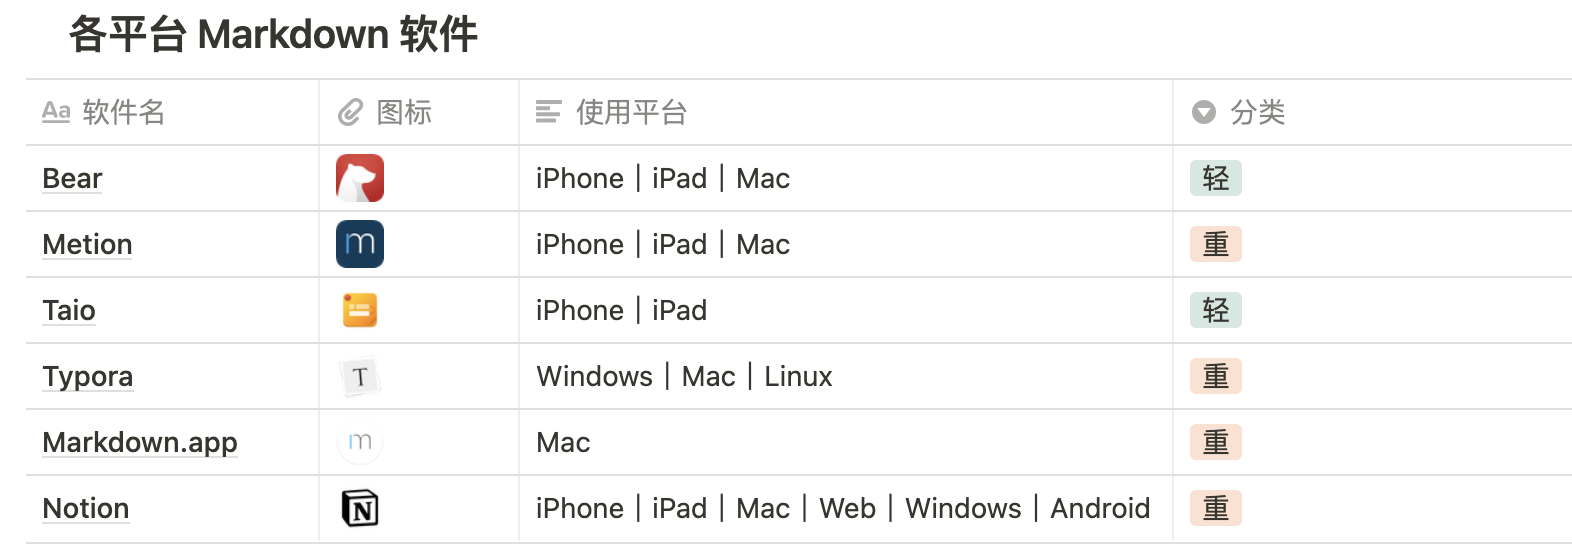 各平台 Markdown 软件
Aa 软件名 图标 使用平台 分类
Bear iPhone | iPad | Mac 轻
Metion m iPhone | iPad | Mac 重
Taio iPhone | iPad 轻
Typora T Windows | Mac | Linux 重
Markdown.app m Mac 重
Notion N iPhone | iPad | Mac | Web | Windows | Android 重